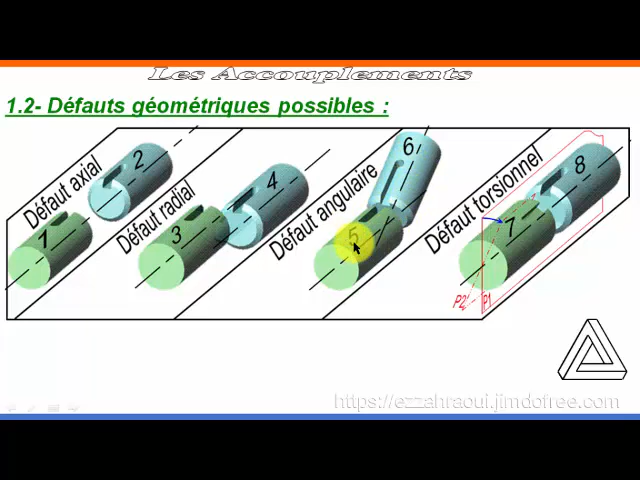 Les Accouplements
1.2- Défauts géométriques possibles :
Défaut axial
1
2
Défaut radial
3
4
Défaut angulaire
5
6
Défaut torsionnel
7
8
P2
P1
https://ezzahraoui.jimdofree.com